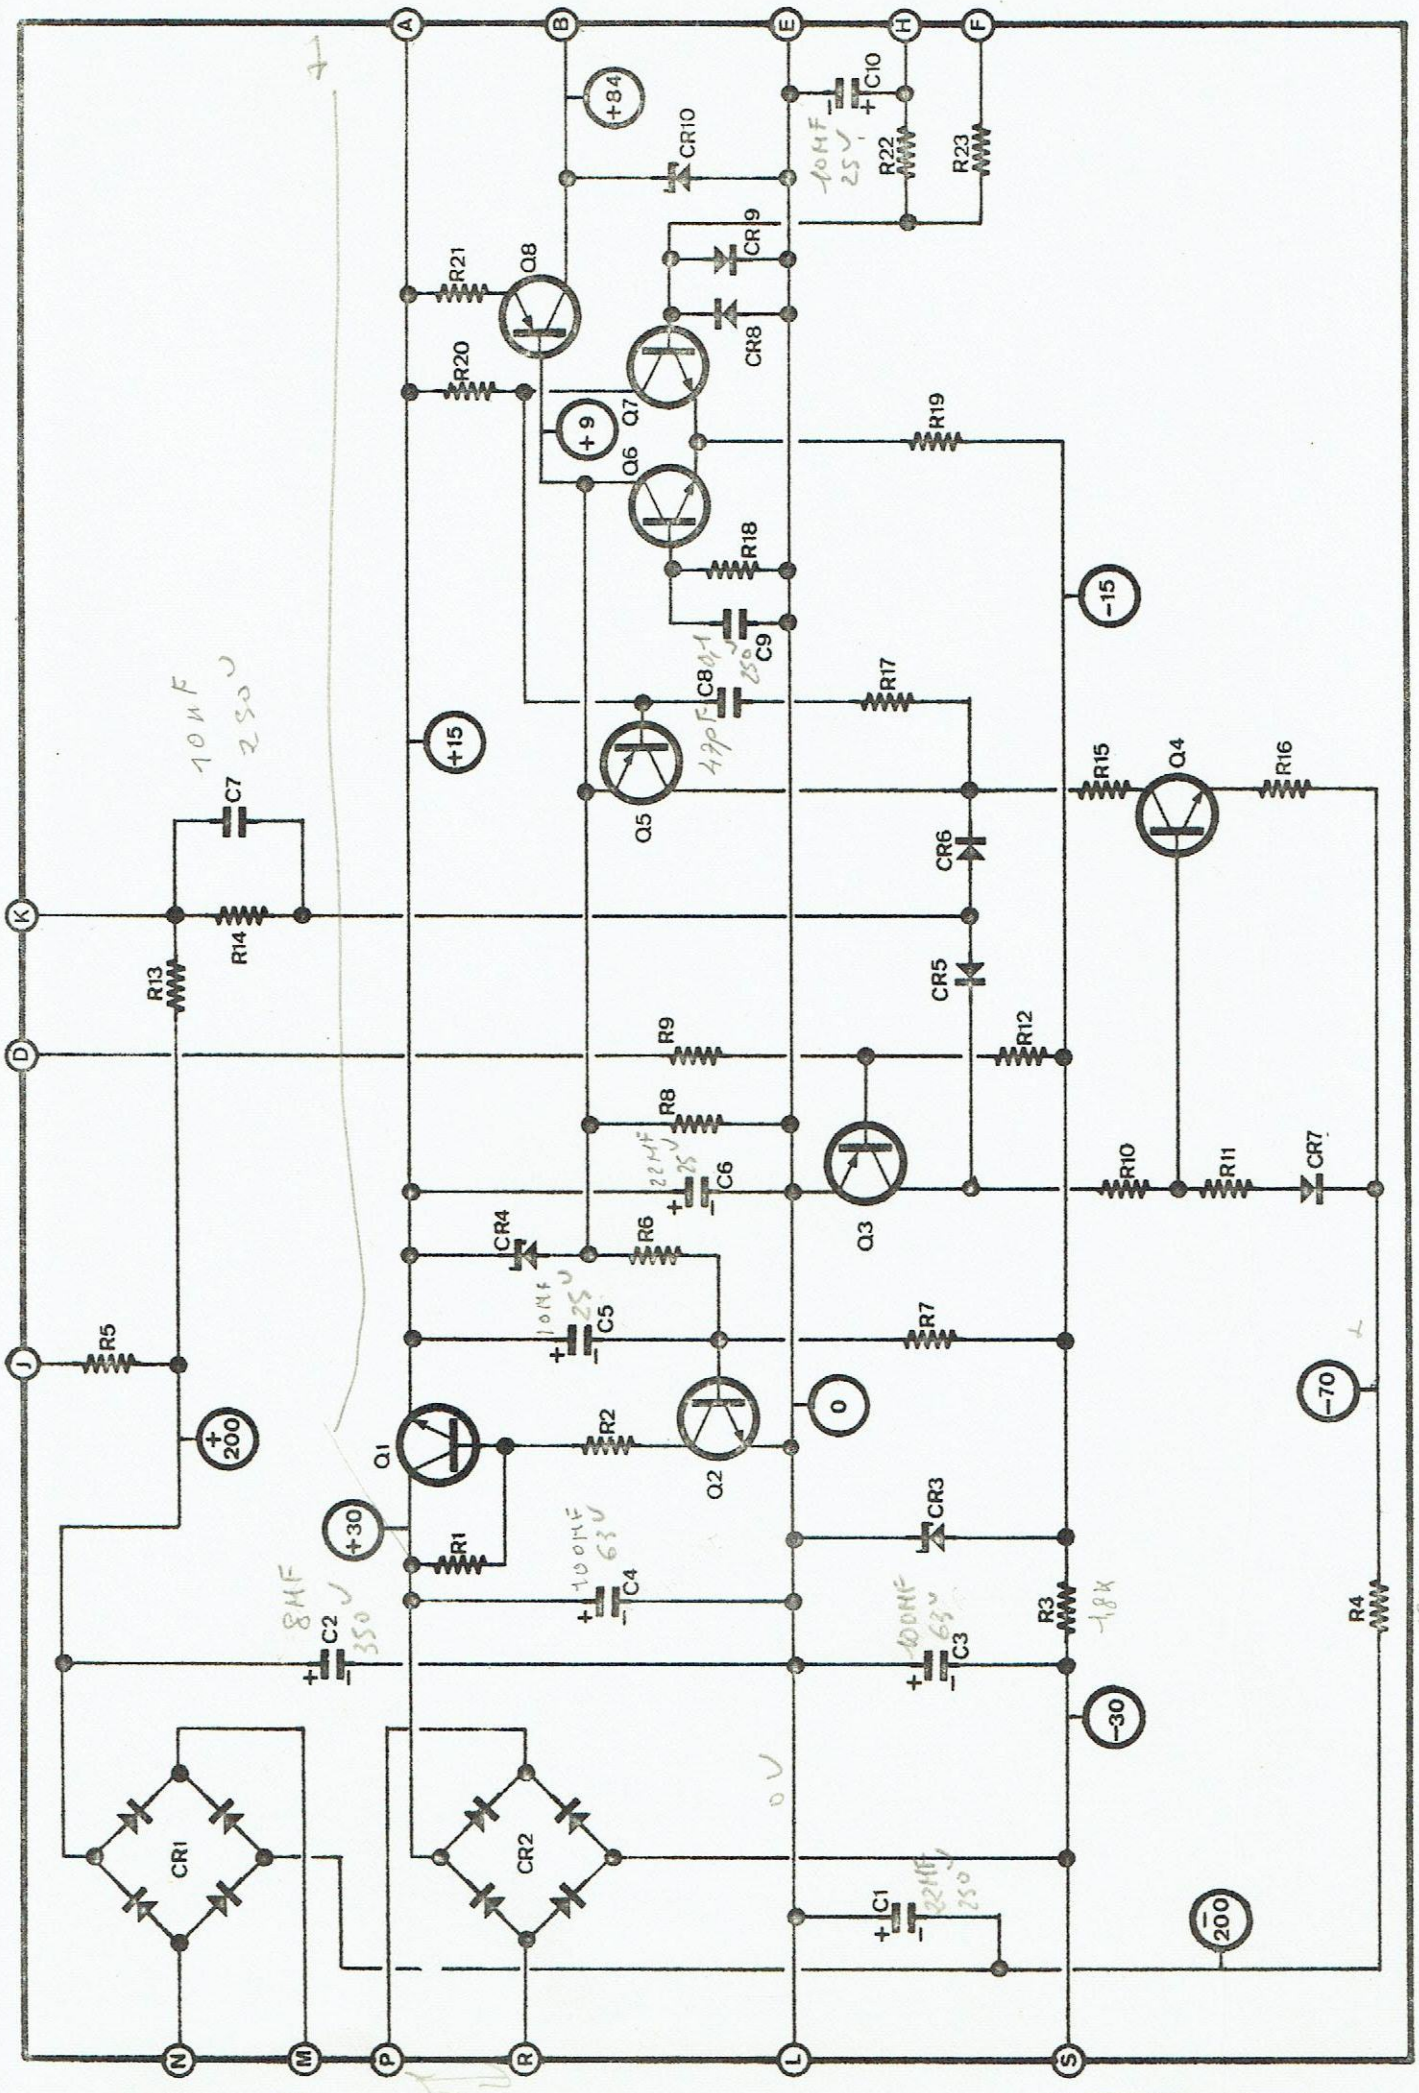 J
D
K
R5
R13
N
CR1
10nF
250V
+200
C7
R14
8MF
M
C2
350V
+30
Q1
P
A
R1
+15
R20
R21
CR4
R
CR2
Q8
B
100MF
63V
10MF
25V
+9
+84
C4
R2
C5
Q6
Q7
R6
22MF
25V
Q5
R8
R9
CR10
Q2
C6
47pF
C8
0,1
250V
R18
CR8
CR9
C9
0V
L
E
10MF
25V
0
Q3
C10
C1
R17
R22
H
22MF
250V
100MF
63V
CR3
R7
CR5
CR6
R19
C3
R23
F
R3
R12
S
1,8K
-30
R10
R15
-15
Q4
-200
R11
R16
CR7
-70
R4